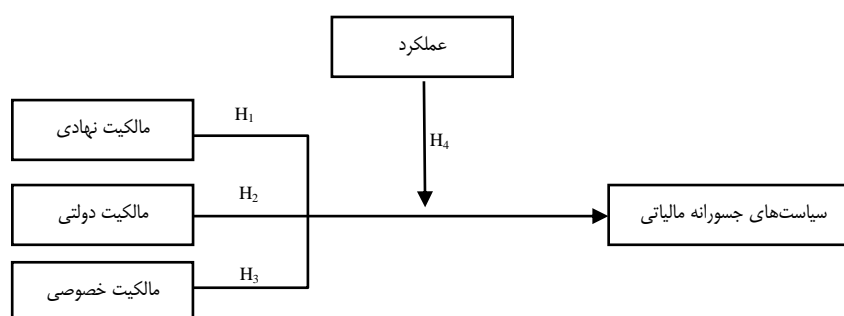 عملکرد
H₁
مالکیت نهادی
H₄
H₂
مالکیت دولتی
سیاست‌های جسورانه مالیاتی
H₃
مالکیت خصوصی